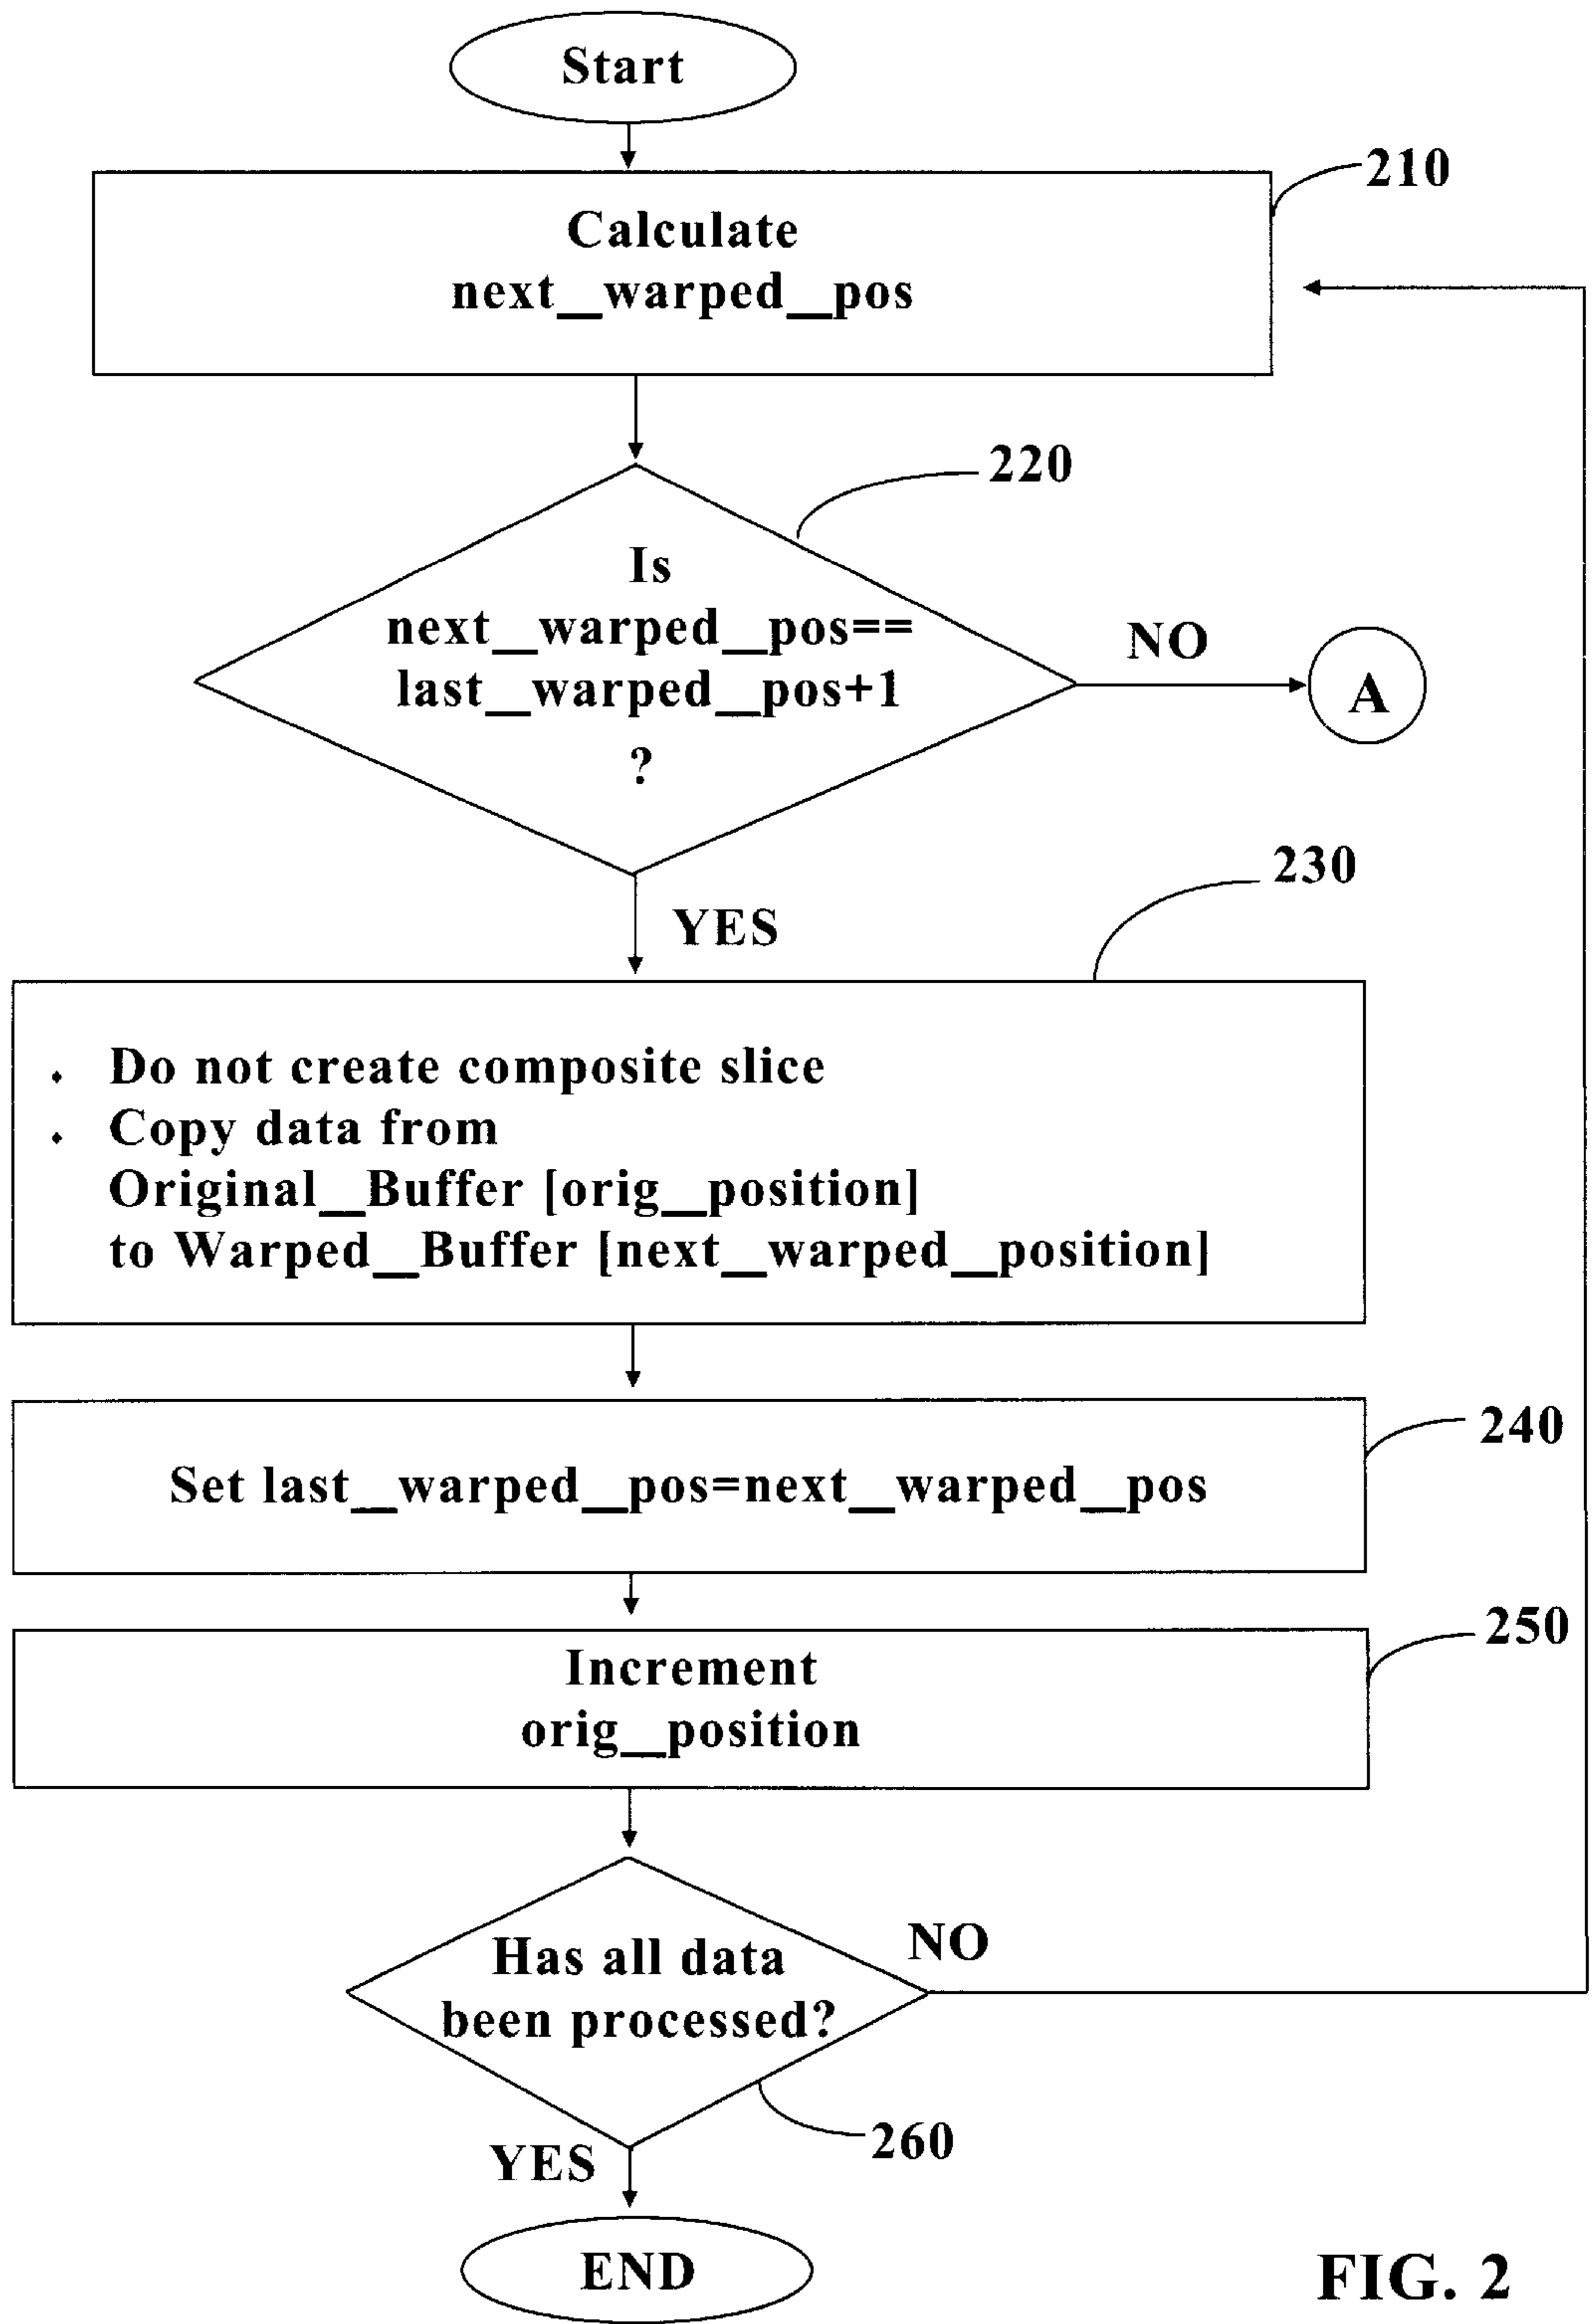 Start
210
Calculate
next_warped_pos
220
Is
next_warped_pos==
last_warped_pos+1
?
NO
A
YES
230
. Do not create composite slice
. Copy data from
Original_Buffer [orig_position]
to Warped_Buffer [next_warped_position]
240
Set last_warped_pos=next_warped_pos
250
Increment
orig_position
Has all data
been processed?
NO
260
YES
END
FIG. 2